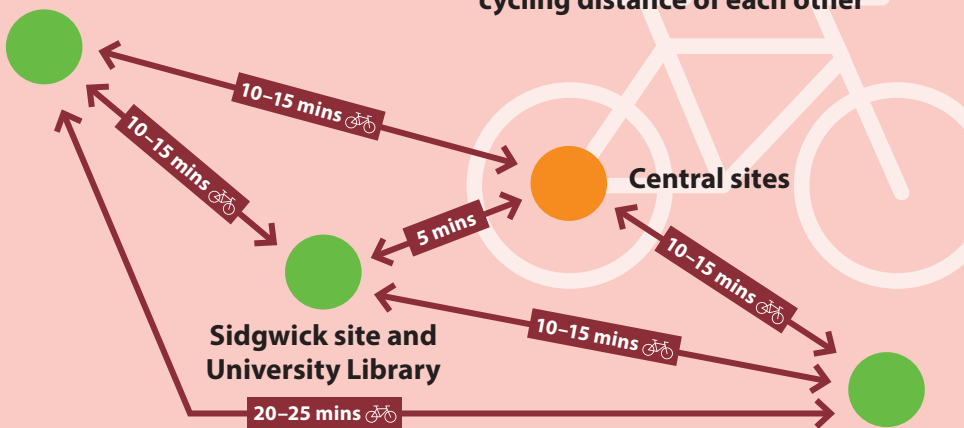 cycling distance of each other
10–15 mins
10–15 mins
Central sites
5 mins
10–15 mins
10–15 mins
Sidgwick site and
University Library
20–25 mins